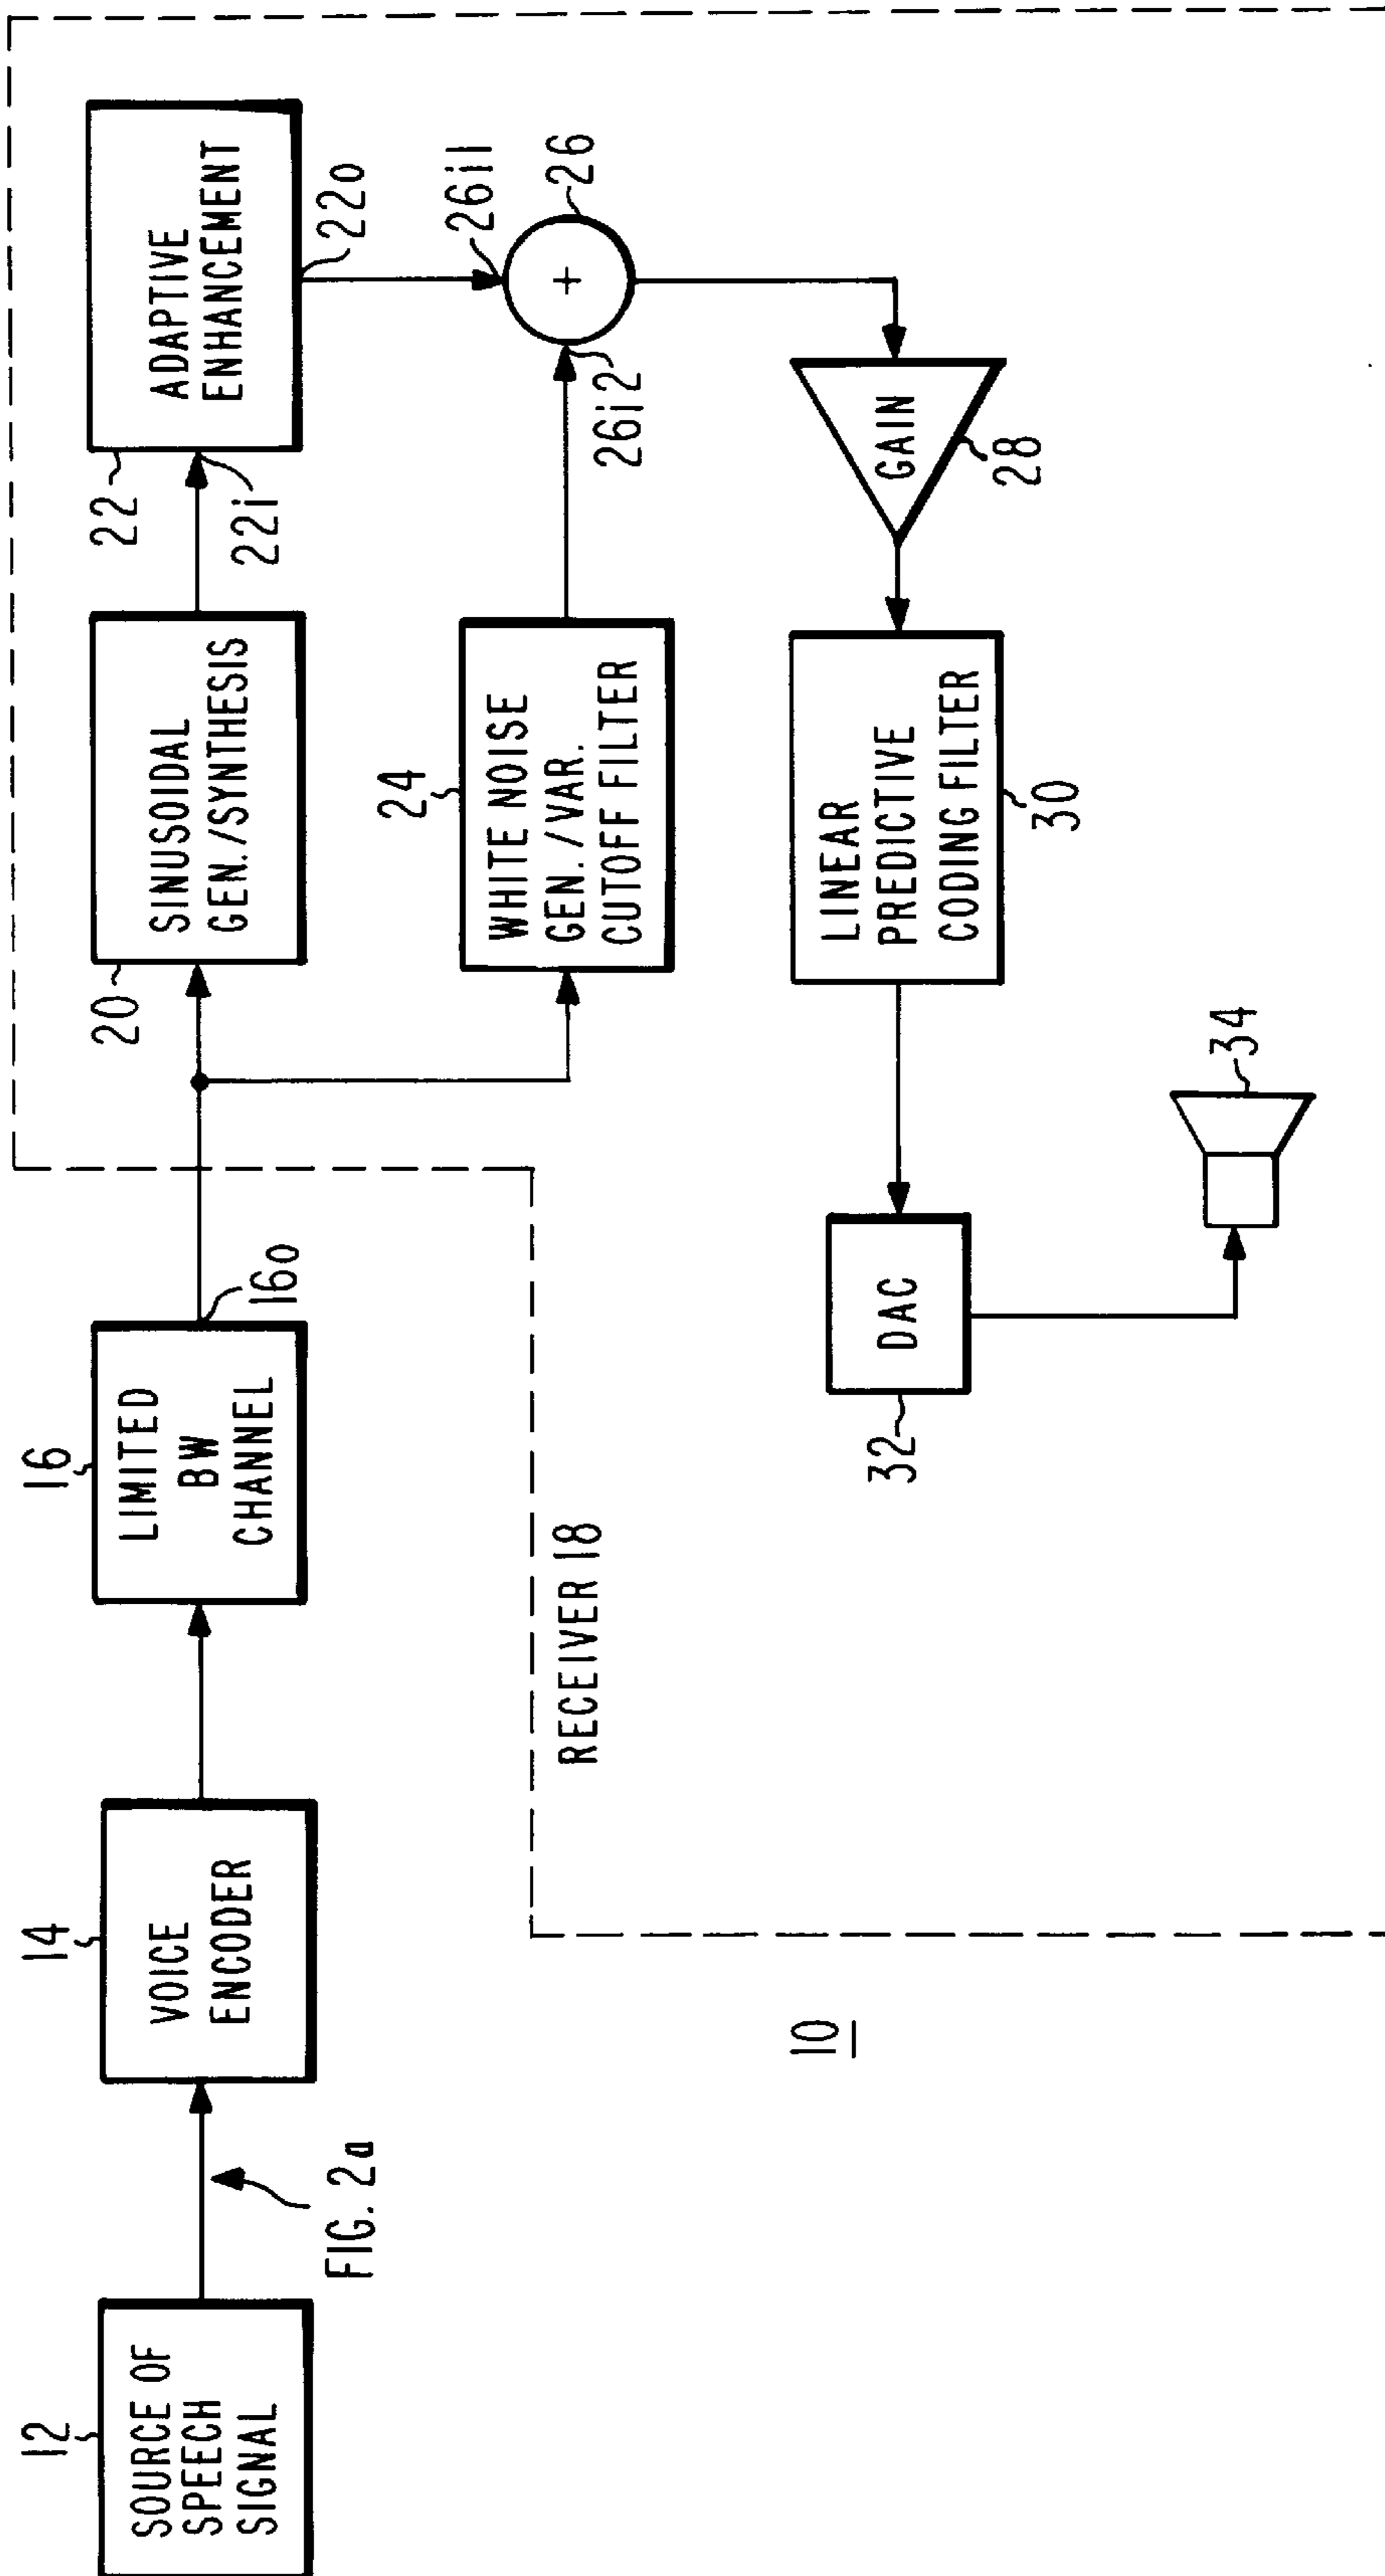 12
SOURCE OF
SPEECH
SIGNAL
FIG. 2a
14
VOICE
ENCODER
16
LIMITED
BW
CHANNEL
16o
RECEIVER 18
20
SINUSOIDAL
GEN./SYNTHESIS
22
22i
ADAPTIVE
ENHANCEMENT
22o
24
WHITE NOISE
GEN./VAR.
CUTOFF FILTER
26i1
26i2
+
26
GAIN
28
LINEAR
PREDICTIVE
CODING FILTER
30
DAC
32
34
10